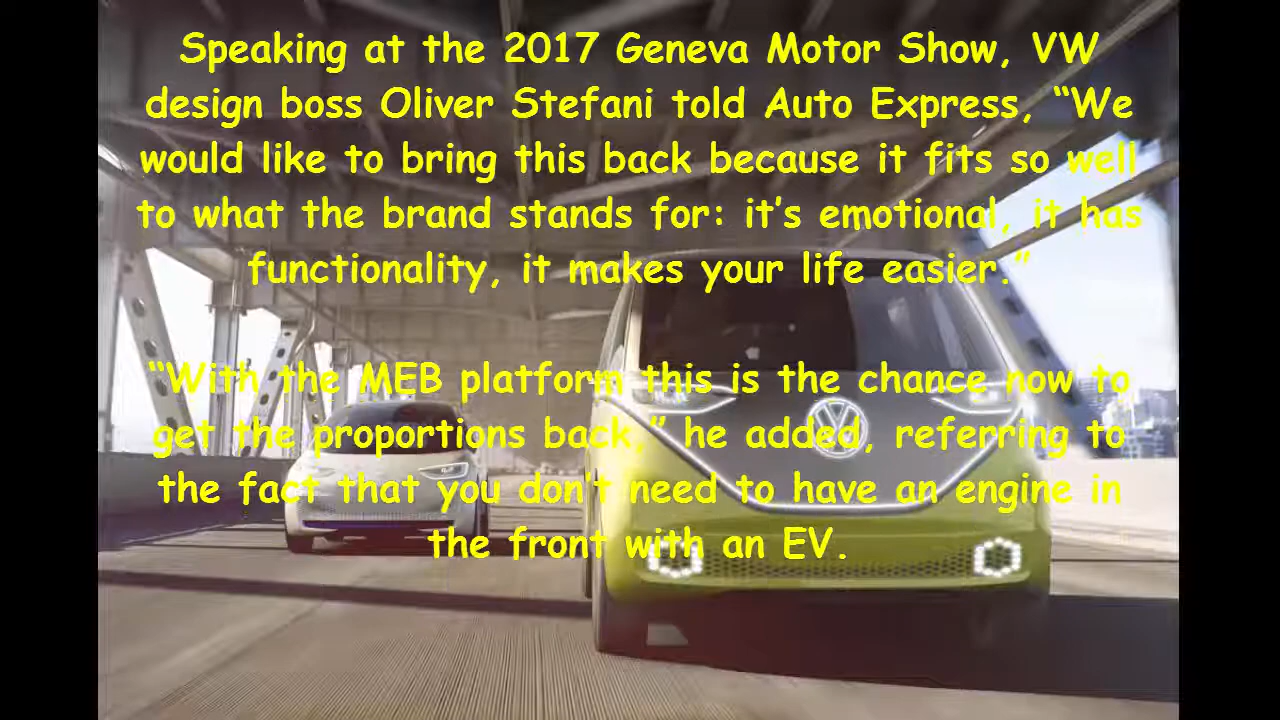 Speaking at the 2017 Geneva Motor Show, VW
design boss Oliver Stefani told Auto Express, “We
would like to bring this back because it fits so well
to what the brand stands for: it’s emotional, it has
functionality, it makes your life easier.”
“With the MEB platform this is the chance now to
get the proportions back,” he added, referring to
the fact that you don’t need to have an engine in
the front with an EV.